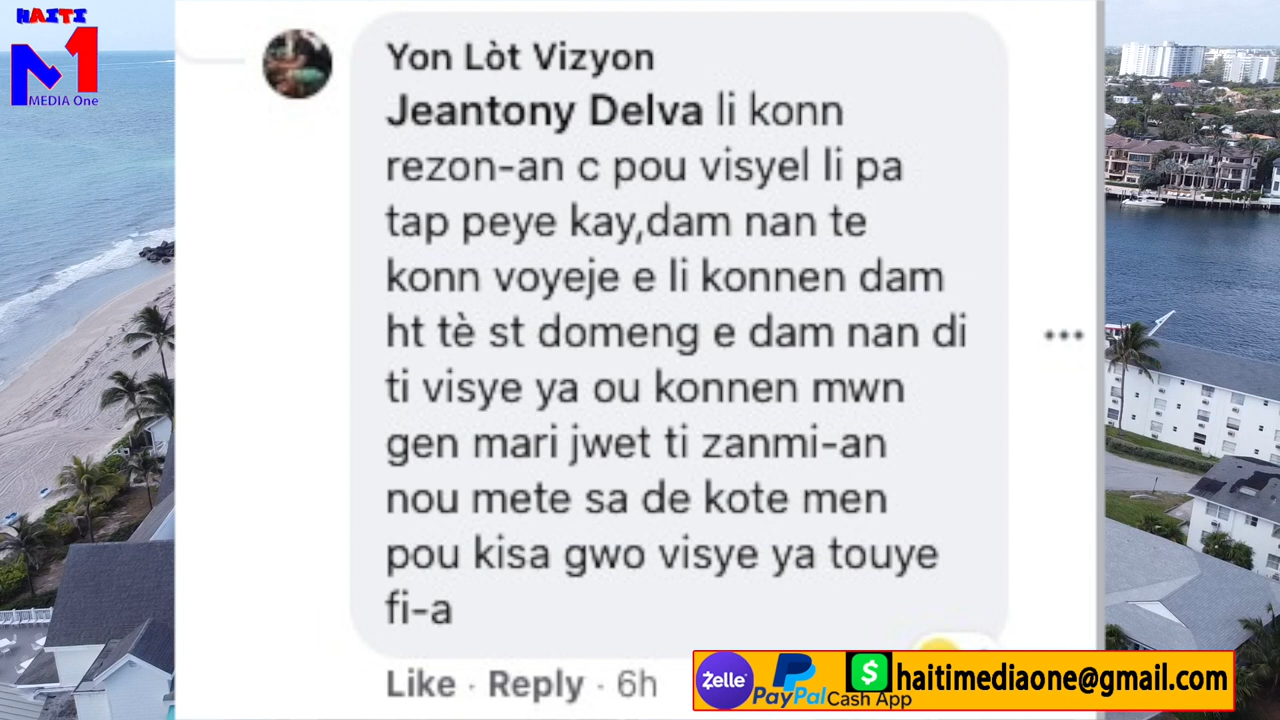 HAITI
M1
MEDIA One
Yon Lòt Vizyon
Jeantony Delva li konn
rezon-an c pou visyel li pa
tap peye kay,dam nan te
konn voyeje e li konnen dam
ht tè st domeng e dam nan di
ti visye ya ou konnen mwn
gen mari jwet ti zanmi-an
nou mete sa de kote men
pou kisa gwo visye ya touye
fi-a
Like · Reply · 6h
Zelle PayPal $ Cash App haitimediaone@gmail.com